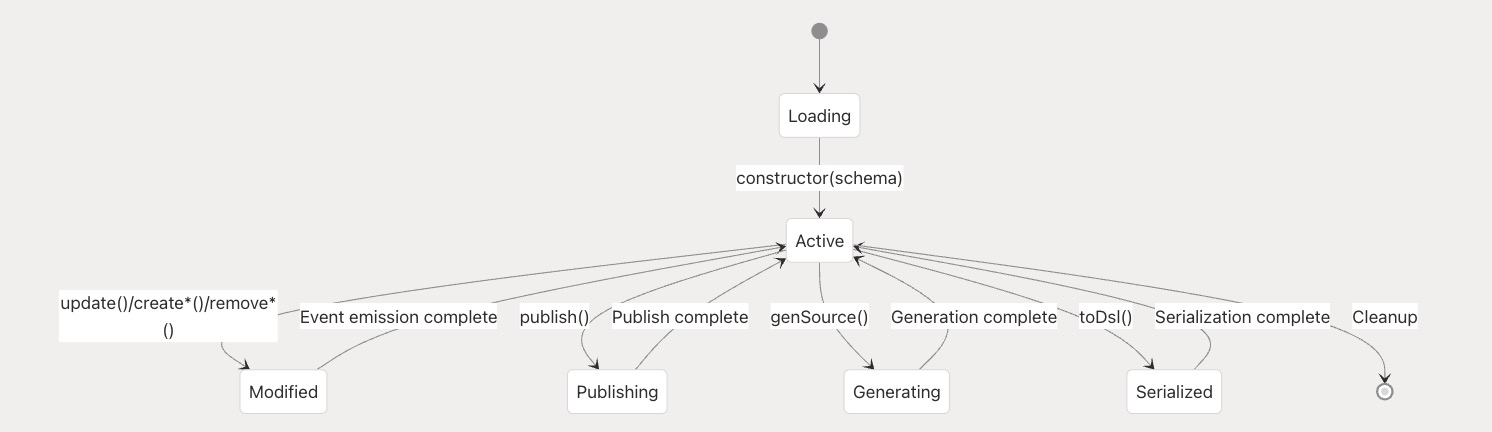 Loading
constructor(schema)
Active
update()/create*()/remove*
()
Event emission complete
publish()
Publish complete
genSource()
Generation complete
toDsl()
Serialization complete
Cleanup
Modified
Publishing
Generating
Serialized